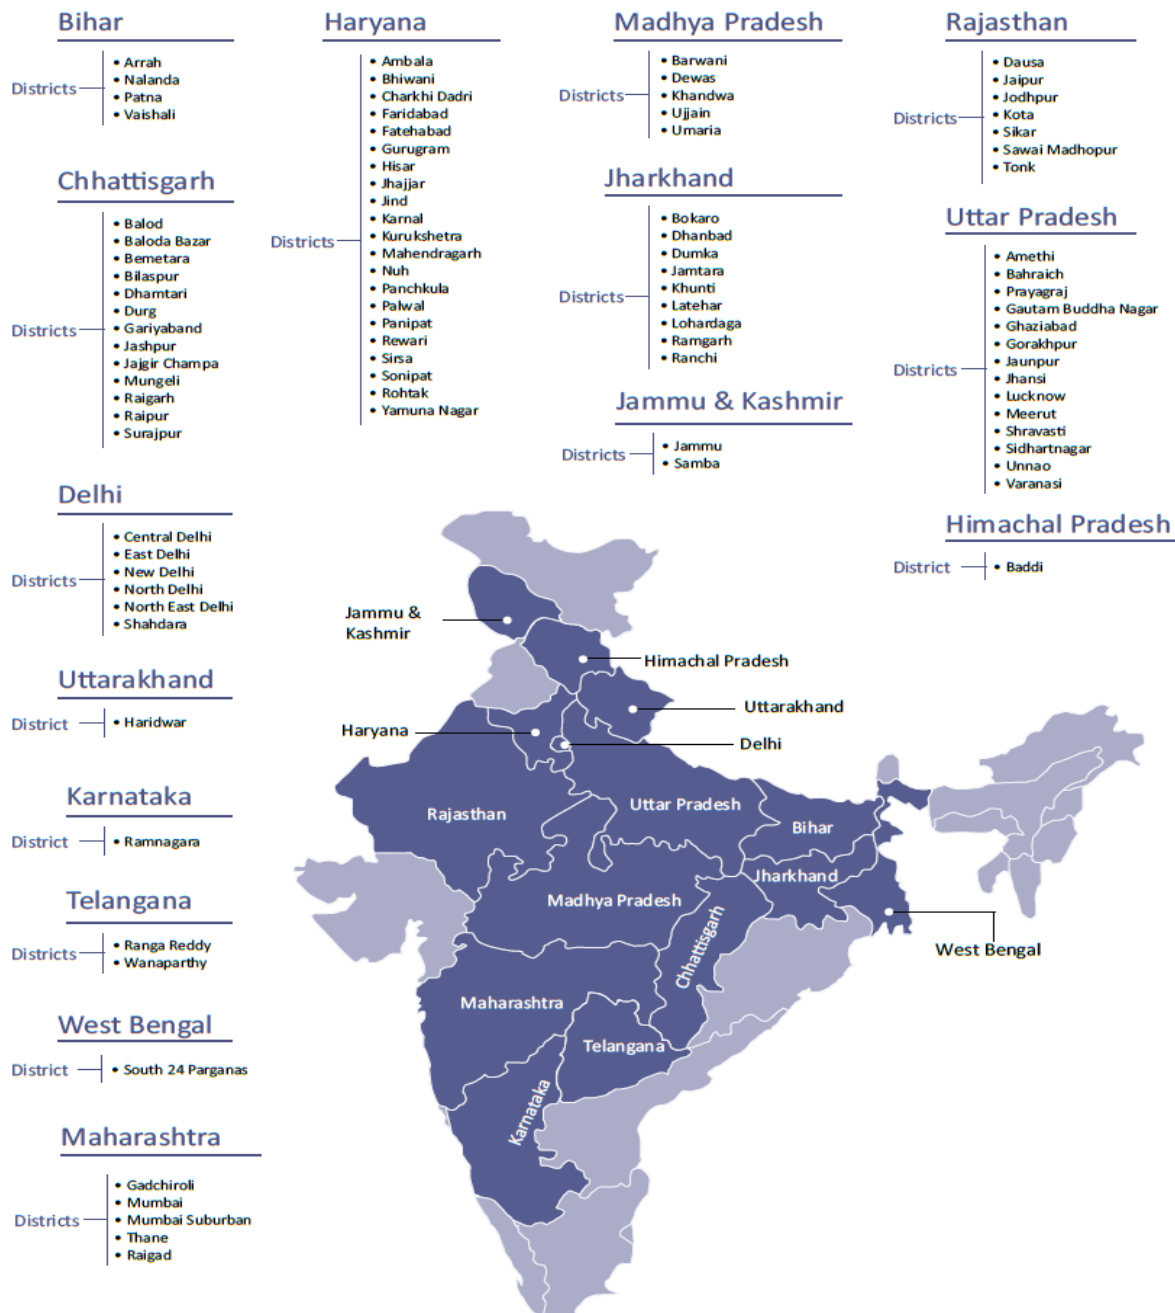 Bihar
Districts
• Arrah
• Nalanda
• Patna
• Vaishali
Chhattisgarh
Districts
• Balod
• Baloda Bazar
• Bemetara
• Bilaspur
• Dhamtari
• Durg
• Gariyaband
• Jashpur
• Jajgir Champa
• Mungeli
• Raigarh
• Raipur
• Surajpur
Delhi
Districts
• Central Delhi
• East Delhi
• New Delhi
• North Delhi
• North East Delhi
• Shahdara
Uttarakhand
District
• Haridwar
Karnataka
District
• Ramnagara
Telangana
Districts
• Ranga Reddy
• Wanaparthy
West Bengal
District
• South 24 Parganas
Maharashtra
Districts
• Gadchiroli
• Mumbai
• Mumbai Suburban
• Thane
• Raigad
Haryana
Districts
• Ambala
• Bhiwani
• Charkhi Dadri
• Faridabad
• Fatehabad
• Gurugram
• Hisar
• Jhajjar
• Jind
• Karnal
• Kurukshetra
• Mahendragarh
• Nuh
• Panchkula
• Palwal
• Panipat
• Rewari
• Sirsa
• Sonipat
• Rohtak
• Yamuna Nagar
Madhya Pradesh
Districts
• Barwani
• Dewas
• Khandwa
• Ujjain
• Umaria
Jharkhand
Districts
• Bokaro
• Dhanbad
• Dumka
• Jamtara
• Khunti
• Latehar
• Lohardaga
• Ramgarh
• Ranchi
Jammu & Kashmir
Districts
• Jammu
• Samba
Rajasthan
Districts
• Dausa
• Jaipur
• Jodhpur
• Kota
• Sikar
• Sawai Madhopur
• Tonk
Uttar Pradesh
Districts
• Amethi
• Bahraich
• Prayagraj
• Gautam Buddha Nagar
• Ghaziabad
• Gorakhpur
• Jaunpur
• Jhansi
• Lucknow
• Meerut
• Shravasti
• Sidhartnagar
• Unnao
• Varanasi
Himachal Pradesh
District
• Baddi
Jammu &
Kashmir
Himachal Pradesh
Uttarakhand
Haryana
Delhi
Rajasthan
Uttar Pradesh
Bihar
Jharkhand
Madhya Pradesh
Chhattisgarh
West Bengal
Maharashtra
Telangana
Karnataka